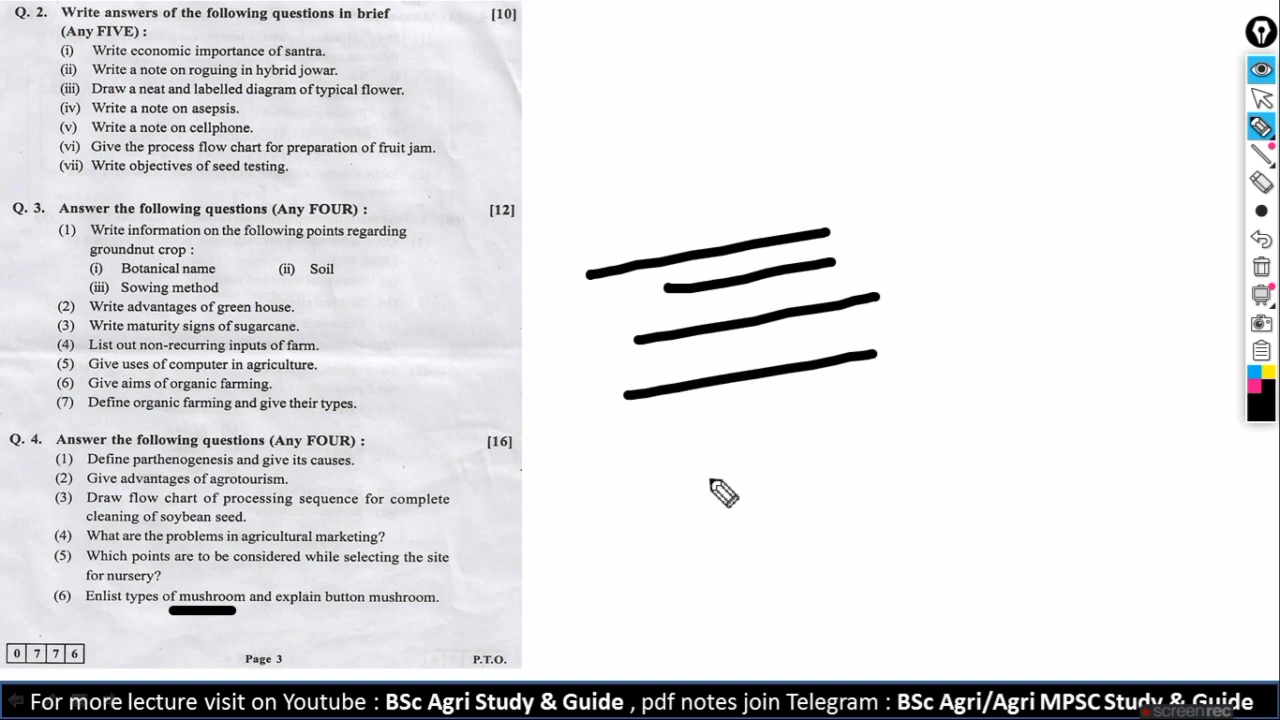 Q. 2. Write answers of the following questions in brief [10]
(Any FIVE) :
(i) Write economic importance of santra.
(ii) Write a note on roguing in hybrid jowar.
(iii) Draw a neat and labelled diagram of typical flower.
(iv) Write a note on asepsis.
(v) Write a note on cellphone.
(vi) Give the process flow chart for preparation of fruit jam.
(vii) Write objectives of seed testing.
Q. 3. Answer the following questions (Any FOUR) : [12]
(1) Write information on the following points regarding
groundnut crop :
(i) Botanical name (ii) Soil
(iii) Sowing method
(2) Write advantages of green house.
(3) Write maturity signs of sugarcane.
(4) List out non-recurring inputs of farm.
(5) Give uses of computer in agriculture.
(6) Give aims of organic farming.
(7) Define organic farming and give their types.
Q. 4. Answer the following questions (Any FOUR) : [16]
(1) Define parthenogenesis and give its causes.
(2) Give advantages of agrotourism.
(3) Draw flow chart of processing sequence for complete
cleaning of soybean seed.
(4) What are the problems in agricultural marketing?
(5) Which points are to be considered while selecting the site
for nursery?
(6) Enlist types of mushroom and explain button mushroom.
0 7 7 6 Page 3 P.T.O.
For more lecture visit on Youtube : BSc Agri Study & Guide , pdf notes join Telegram : BSc Agri/Agri MPSC Study & Guide
screenrec